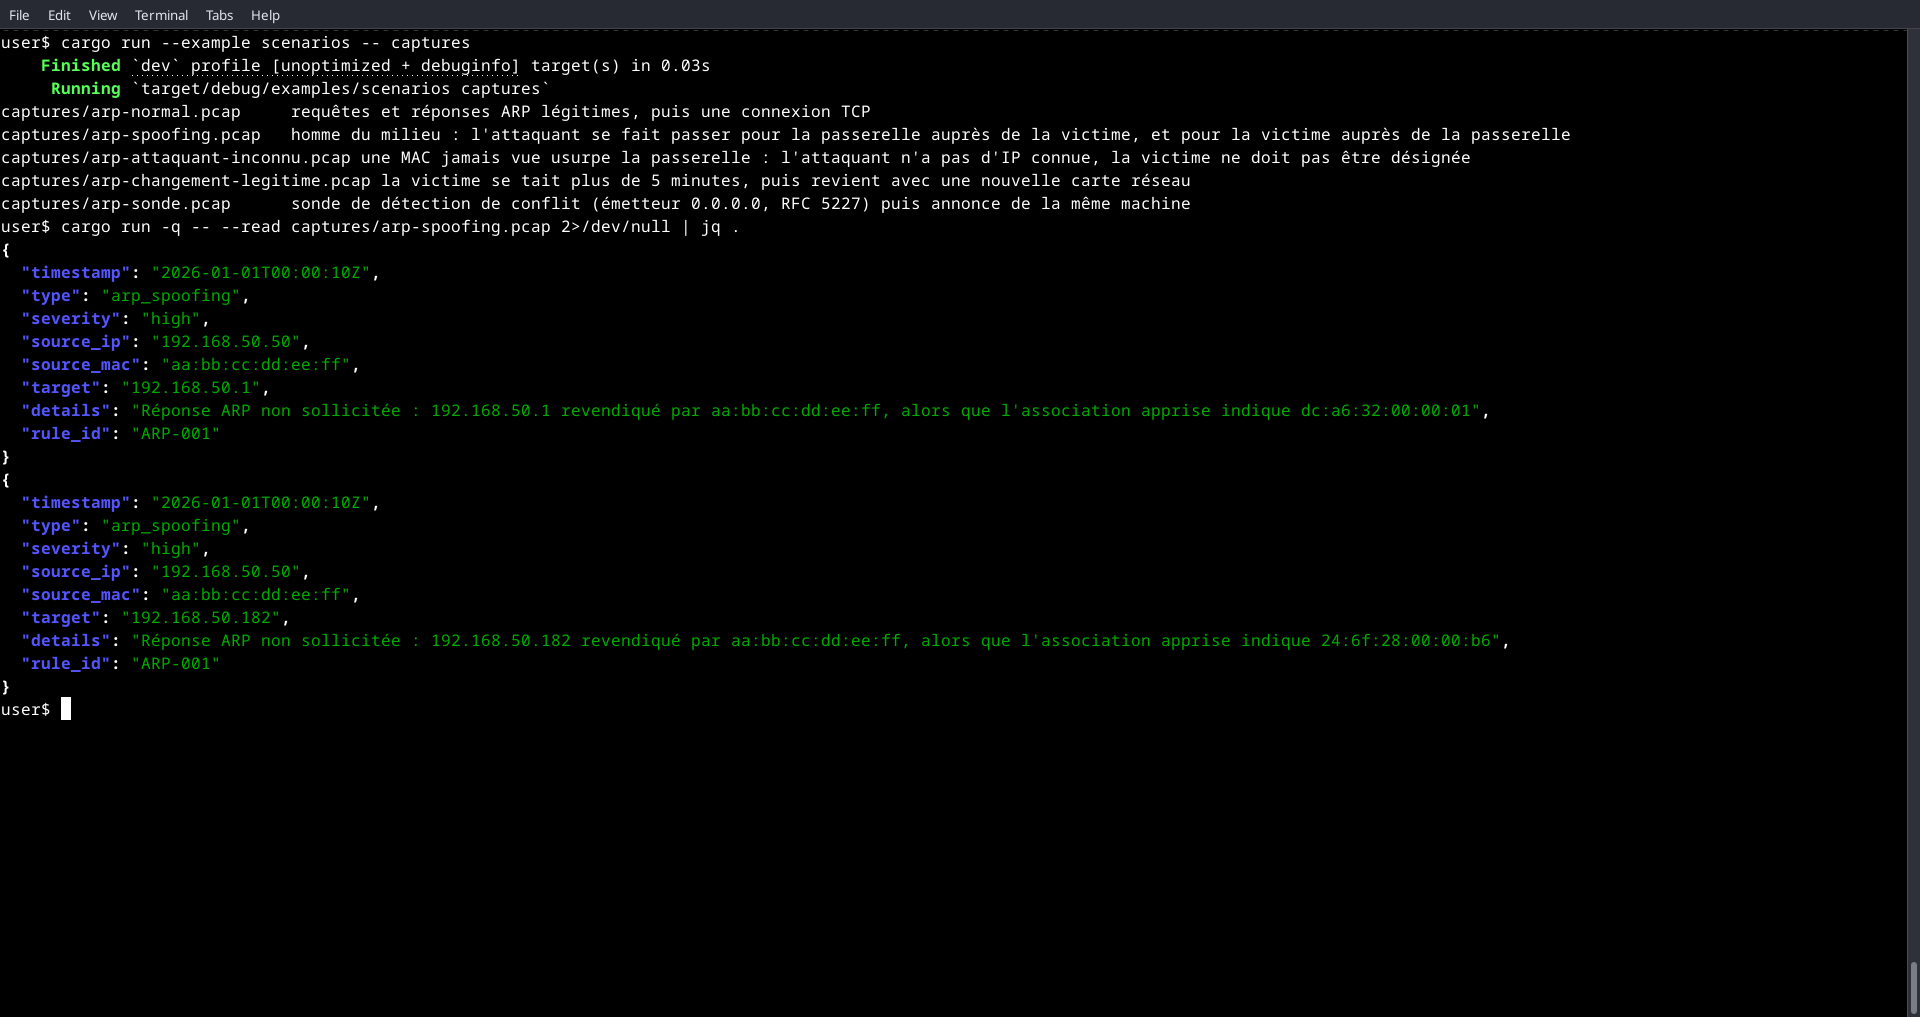 File Edit View Terminal Tabs Help
user$ cargo run --example scenarios -- captures
    Finished `dev` profile [unoptimized + debuginfo] target(s) in 0.03s
     Running `target/debug/examples/scenarios captures`
captures/arp-normal.pcap     requêtes et réponses ARP légitimes, puis une connexion TCP
captures/arp-spoofing.pcap   homme du milieu : l'attaquant se fait passer pour la passerelle auprès de la victime, et pour la victime auprès de la passerelle
captures/arp-attaquant-inconnu.pcap une MAC jamais vue usurpe la passerelle : l'attaquant n'a pas d'IP connue, la victime ne doit pas être désignée
captures/arp-changement-legitime.pcap la victime se tait plus de 5 minutes, puis revient avec une nouvelle carte réseau
captures/arp-sonde.pcap      sonde de détection de conflit (émetteur 0.0.0.0, RFC 5227) puis annonce de la même machine
user$ cargo run -q -- --read captures/arp-spoofing.pcap 2>/dev/null | jq .
{
  "timestamp": "2026-01-01T00:00:10Z",
  "type": "arp_spoofing",
  "severity": "high",
  "source_ip": "192.168.50.50",
  "source_mac": "aa:bb:cc:dd:ee:ff",
  "target": "192.168.50.1",
  "details": "Réponse ARP non sollicitée : 192.168.50.1 revendiqué par aa:bb:cc:dd:ee:ff, alors que l'association apprise indique dc:a6:32:00:00:01",
  "rule_id": "ARP-001"
}
{
  "timestamp": "2026-01-01T00:00:10Z",
  "type": "arp_spoofing",
  "severity": "high",
  "source_ip": "192.168.50.50",
  "source_mac": "aa:bb:cc:dd:ee:ff",
  "target": "192.168.50.182",
  "details": "Réponse ARP non sollicitée : 192.168.50.182 revendiqué par aa:bb:cc:dd:ee:ff, alors que l'association apprise indique 24:6f:28:00:00:b6",
  "rule_id": "ARP-001"
}
user$